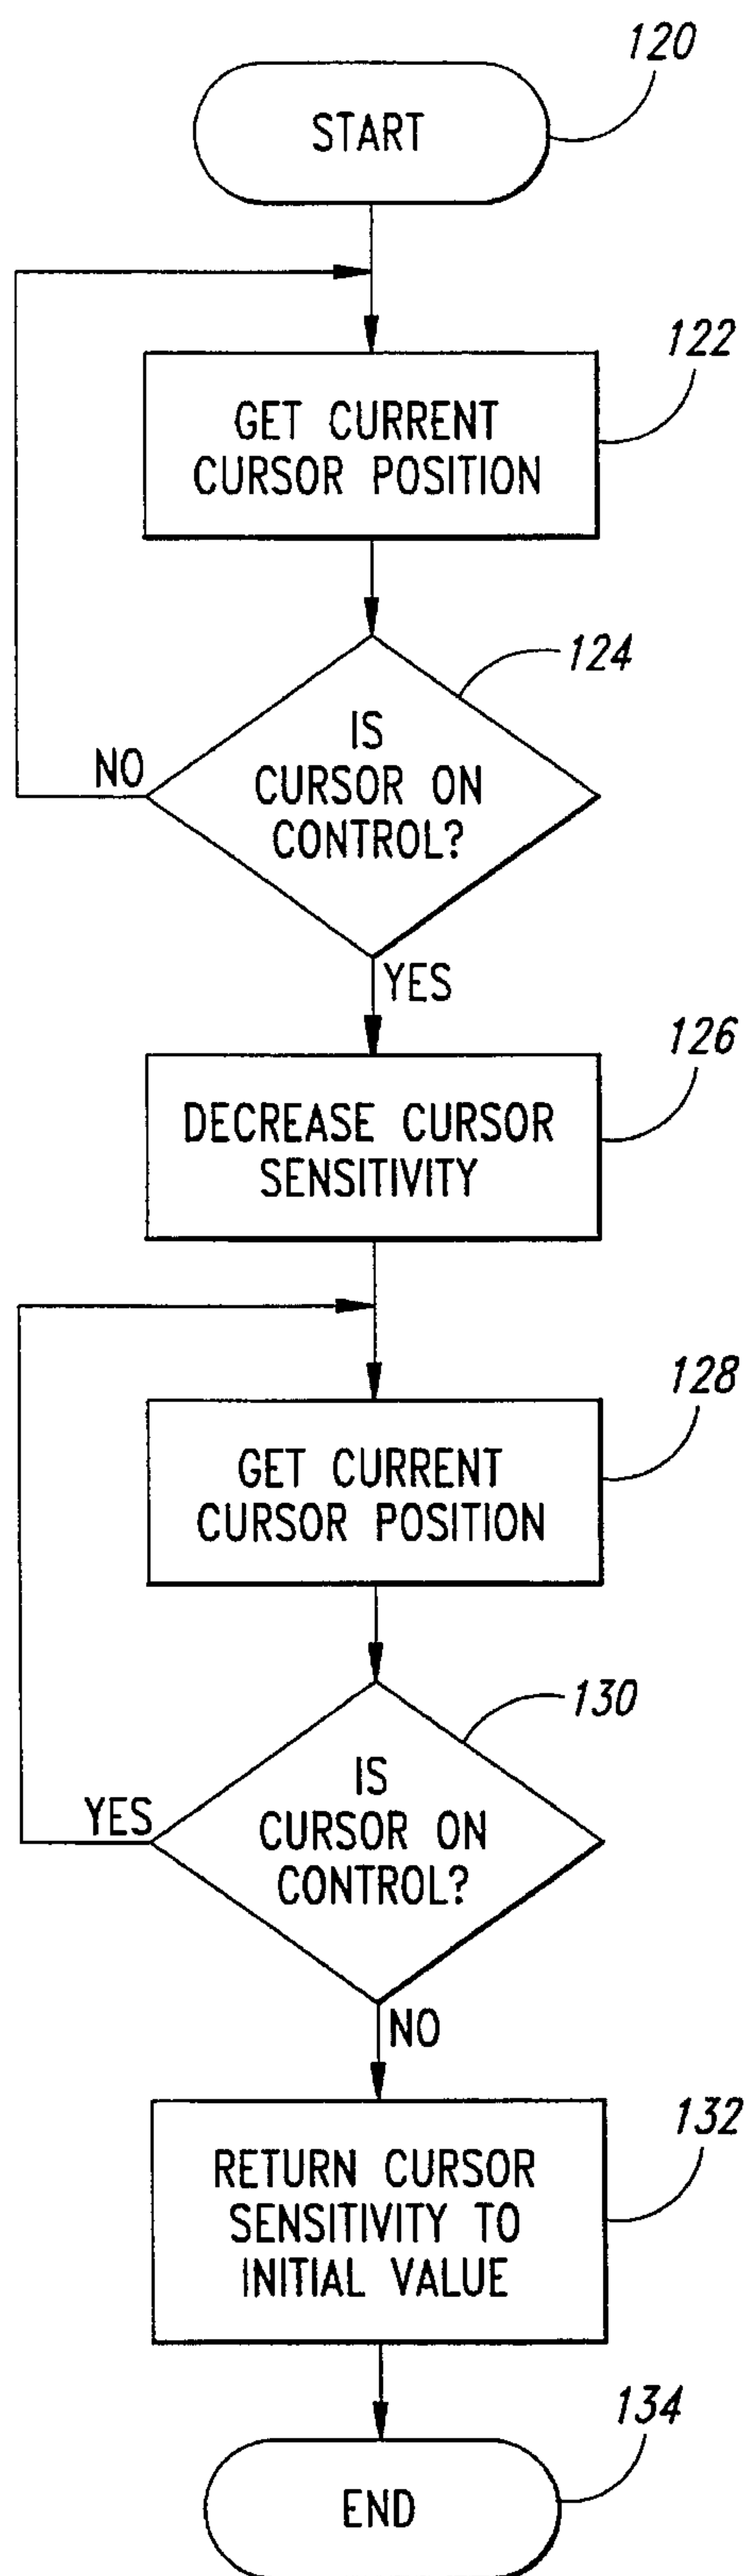 120
START
122
GET CURRENT
CURSOR POSITION
124
IS
CURSOR ON
CONTROL?
NO
YES
126
DECREASE CURSOR
SENSITIVITY
128
GET CURRENT
CURSOR POSITION
130
IS
CURSOR ON
CONTROL?
YES
NO
132
RETURN CURSOR
SENSITIVITY TO
INITIAL VALUE
134
END